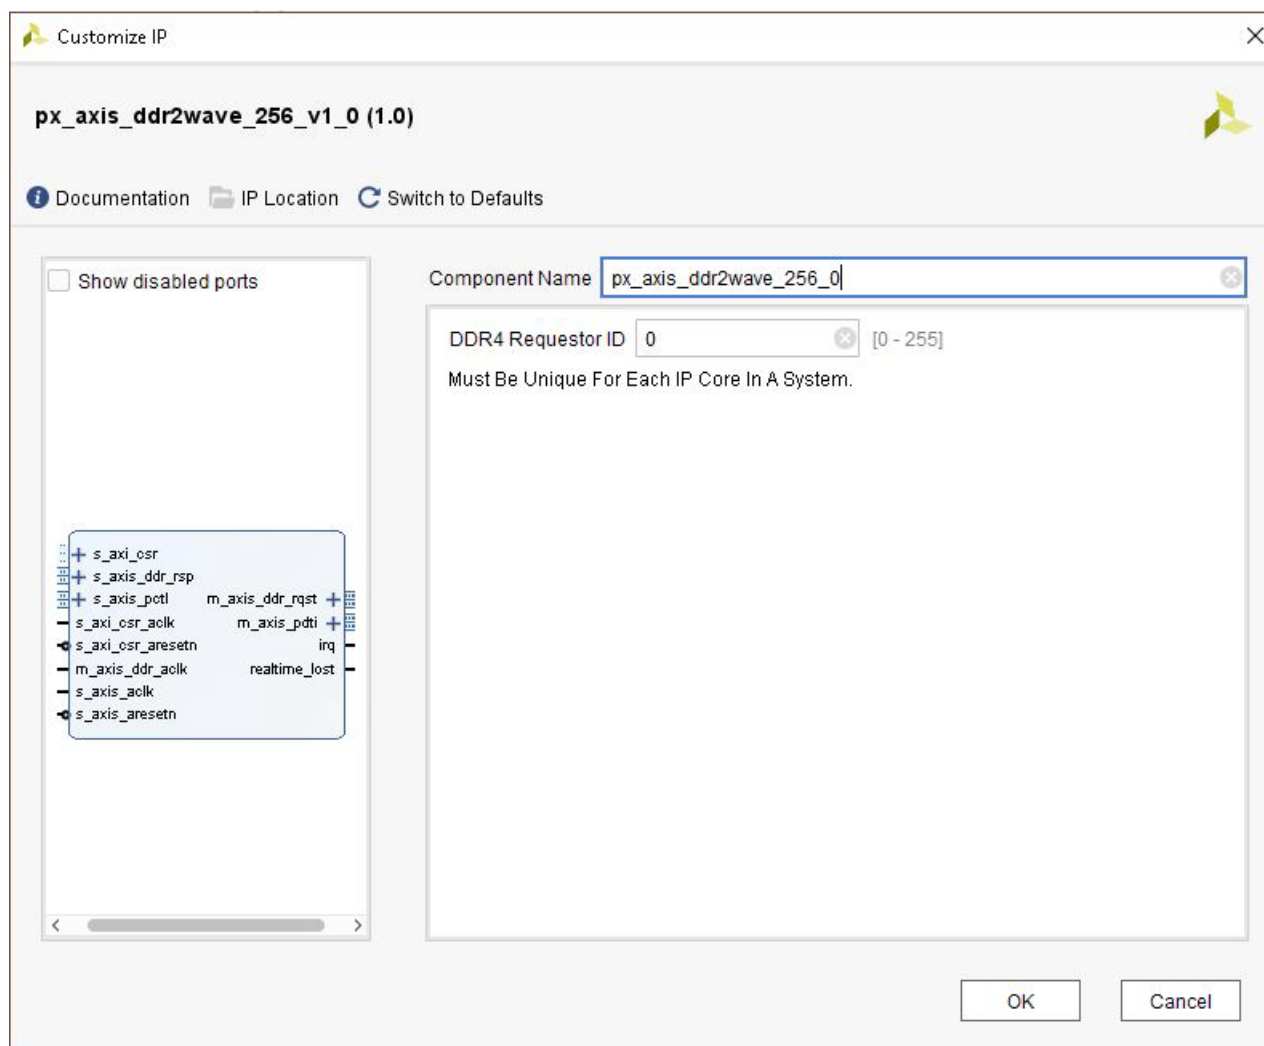 Customize IP
px_axis_ddr2wave_256_v1_0 (1.0)
Documentation IP Location Switch to Defaults
Show disabled ports
Component Name px_axis_ddr2wave_256_0
DDR4 Requestor ID 0 [0 - 255]
Must Be Unique For Each IP Core In A System.
s_axi_csr
s_axis_ddr_rsp
s_axis_pctl m_axis_ddr_rqst
s_axi_csr_aclk m_axis_pdti
s_axi_csr_aresetn irq
m_axis_ddr_aclk realtime_lost
s_axis_aclk
s_axis_aresetn
OK Cancel